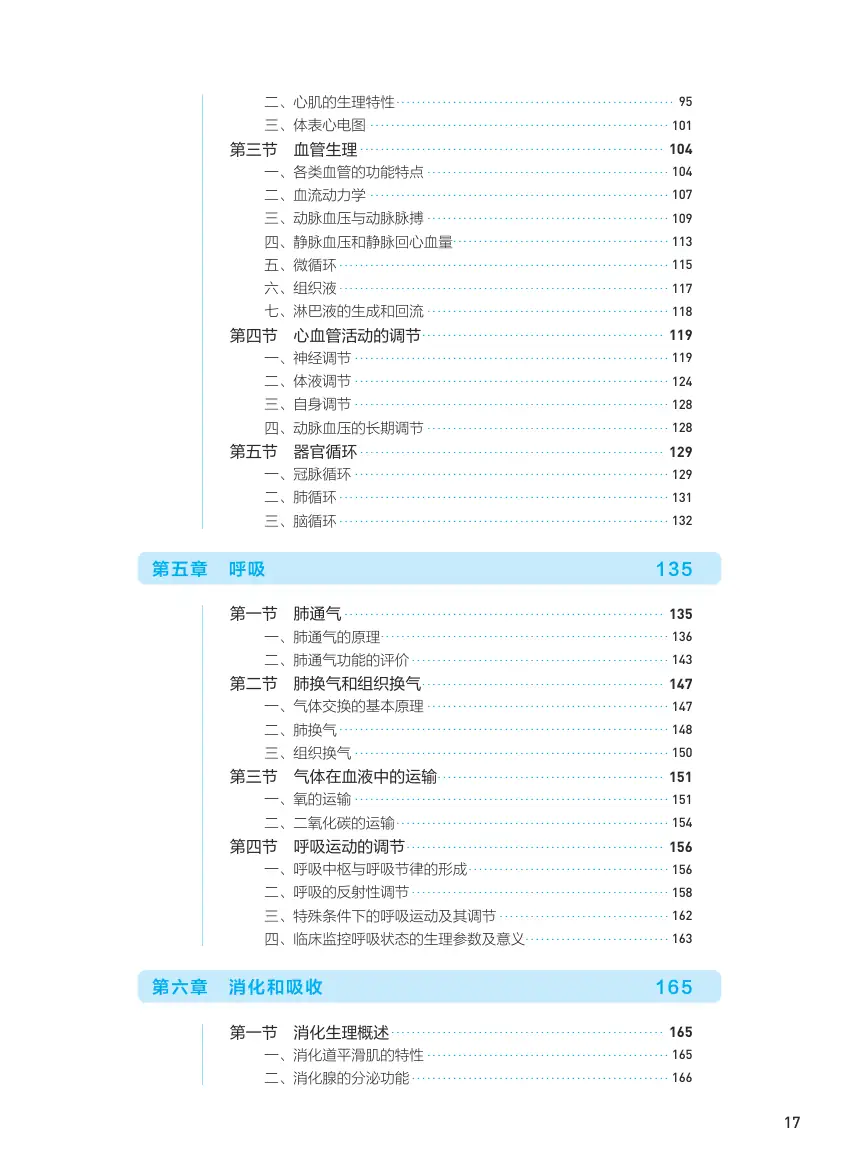 二、心肌的生理特性 95
三、体表心电图 101
第三节　血管生理 104
一、各类血管的功能特点 104
二、血流动力学 107
三、动脉血压与动脉脉搏 109
四、静脉血压和静脉回心血量 113
五、微循环 115
六、组织液 117
七、淋巴液的生成和回流 118
第四节　心血管活动的调节 119
一、神经调节 119
二、体液调节 124
三、自身调节 128
四、动脉血压的长期调节 128
第五节　器官循环 129
一、冠脉循环 129
二、肺循环 131
三、脑循环 132
第五章　呼吸 135
第一节　肺通气 135
一、肺通气的原理 136
二、肺通气功能的评价 143
第二节　肺换气和组织换气 147
一、气体交换的基本原理 147
二、肺换气 148
三、组织换气 150
第三节　气体在血液中的运输 151
一、氧的运输 151
二、二氧化碳的运输 154
第四节　呼吸运动的调节 156
一、呼吸中枢与呼吸节律的形成 156
二、呼吸的反射性调节 158
三、特殊条件下的呼吸运动及其调节 162
四、临床监控呼吸状态的生理参数及意义 163
第六章　消化和吸收 165
第一节　消化生理概述 165
一、消化道平滑肌的特性 165
二、消化腺的分泌功能 166
17